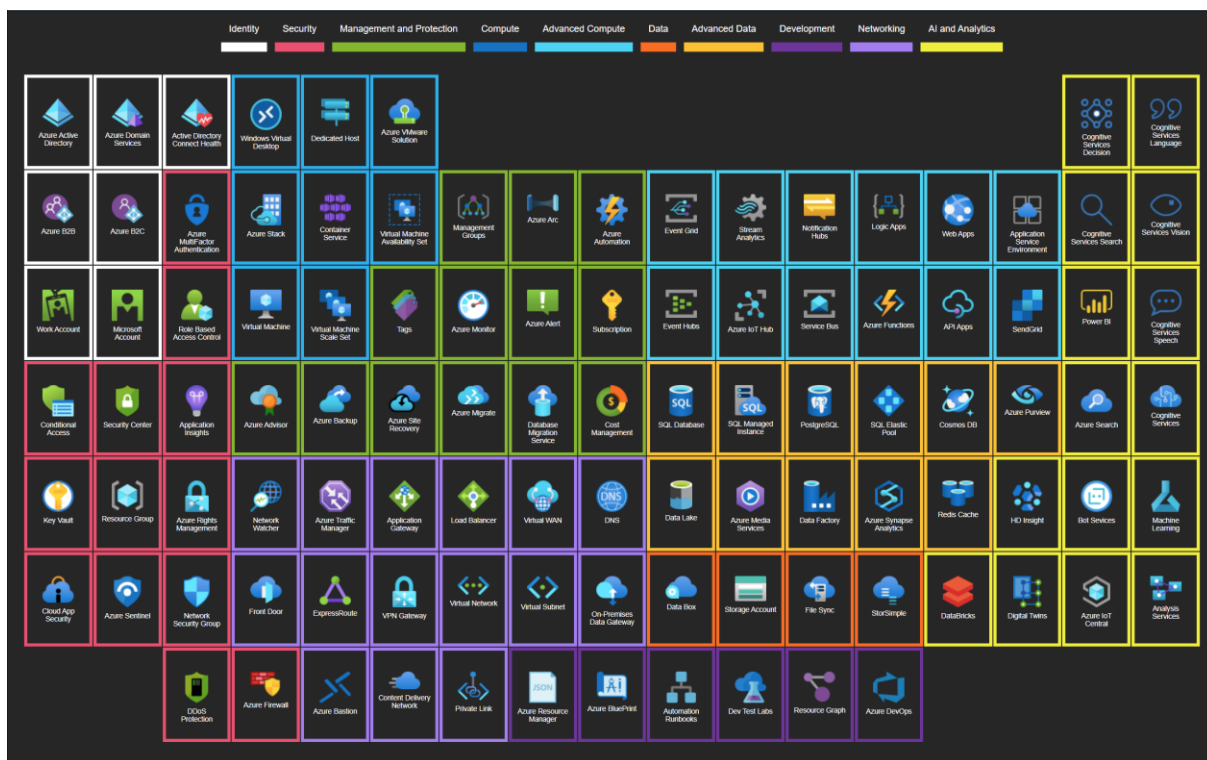 Identity Security Management and Protection Compute Advanced Compute Data Advanced Data Development Networking AI and Analytics
Azure Active
Directory
Azure Domain
Services
Active Directory
Connect Health
Windows Virtual
Desktop
Dedicated Host
Azure VMware
Solution
Cognitive
Services
Decision
Cognitive
Services
Language
Azure B2B
Azure B2C
Azure
MultiFactor
Authentication
Azure Stack
Container
Service
Virtual Machine
Availability Set
Management
Groups
Azure Arc
Azure
Automation
Event Grid
Stream
Analytics
Notification
Hubs
Logic Apps
Web Apps
Application
Service
Environment
Cognitive
Services Search
Cognitive
Services Vision
Work Account
Microsoft
Account
Role Based
Access Control
Virtual Machine
Virtual Machine
Scale Set
Tags
Azure Monitor
Azure Alert
Subscription
Event Hubs
Azure IoT Hub
Service Bus
Azure Functions
API Apps
SendGrid
Power BI
Cognitive
Services
Speech
Conditional
Access
Security Center
Application
Insights
Azure Advisor
Azure Backup
Azure Site
Recovery
Azure Migrate
Database
Migration
Service
$
Cost
Management
SQL
SQL Database
SQL
SQL Managed
Instance
PostgreSQL
SQL Elastic
Pool
Cosmos DB
Azure Purview
Azure Search
Cognitive
Services
Key Vault
Resource Group
Azure Rights
Management
Network
Watcher
Azure Traffic
Manager
Application
Gateway
Load Balancer
Virtual WAN
DNS
DNS
Data Lake
Azure Media
Services
Data Factory
Azure Synapse
Analytics
Redis Cache
HD Insight
Bot Sevices
Machine
Learning
Cloud App
Security
Azure Sentinel
Network
Security Group
Front Door
ExpressRoute
VPN Gateway
Virtual Network
Virtual Subnet
On-Premises
Data Gateway
Data Box
Storage Account
File Sync
StorSimple
DataBricks
Digital Twins
Azure IoT
Central
Analysis
Services
DDoS
Protection
Azure Firewall
Azure Bastion
Content Delivery
Network
Private Link
JSON
Azure Resource
Manager
Azure BluePrint
Automation
Runbooks
Dev Test Labs
Resource Graph
Azure DevOps